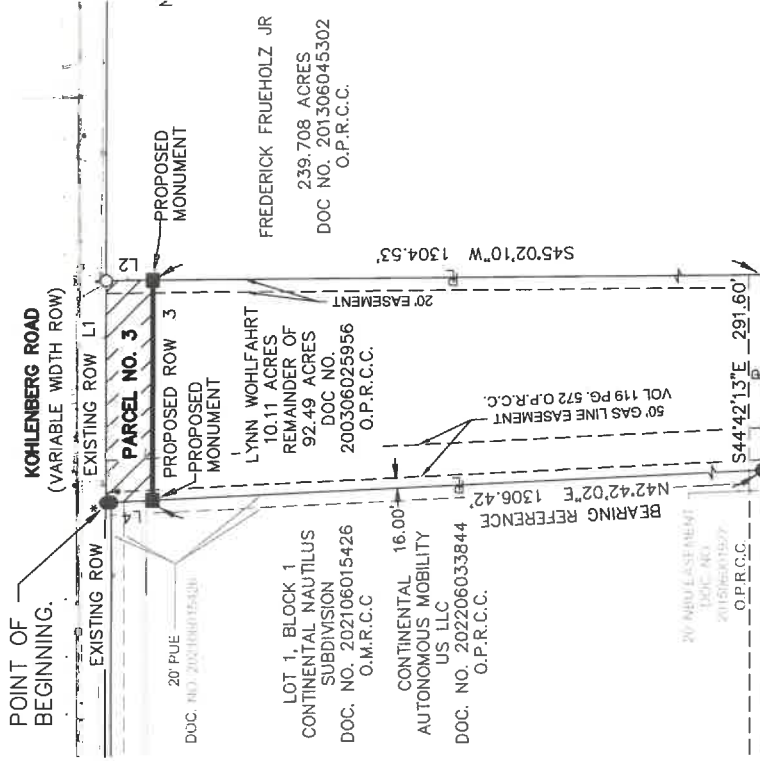 POINT OF
BEGINNING.
KOHLENBERG ROAD
(VARIABLE WIDTH ROW)
EXISTING ROW
*
EXISTING ROW L1
L4
L2
PARCEL NO. 3
PROPOSED ROW 3
PROPOSED
MONUMENT
PROPOSED
MONUMENT
20' PUE
DOC. NO.
FREDERICK FRUEHOLZ JR
239.708 ACRES
DOC NO. 201306045302
O.P.R.C.C.
20' EASEMENT
LYNN WOHLFAHRT
10.11 ACRES
REMAINDER OF
92.49 ACRES
DOC NO.
200306025956
O.P.R.C.C.
S45°02'10"W 1304.53'
50' GAS LINE EASEMENT
VOL 119 PG. 572 O.P.R.C.C.
LOT 1, BLOCK 1
CONTINENTAL NAUTILUS
SUBDIVISION
DOC. NO. 202106015426
O.M.R.C.C
16.00'
CONTINENTAL
AUTONOMOUS MOBILITY
US LLC
DOC NO. 202206033844
O.P.R.C.C.
N42°42'02"E 1306.42'
BEARING REFERENCE
S44°42'13"E 291.60'
20' NBU EASEMENT
DOC. NO.
O.P.R.C.C.